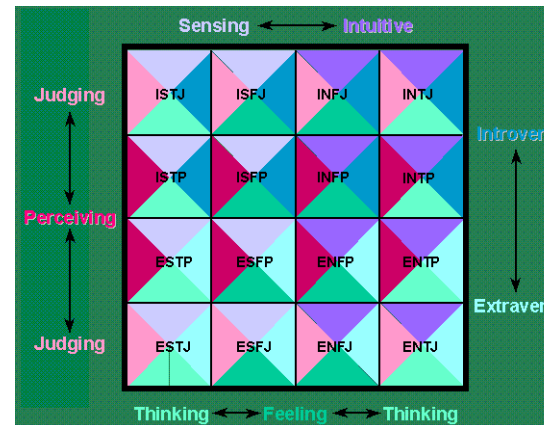 Sensing Intuitive
Judging
ISTJ ISFJ INFJ INTJ
Introver
ISTP ISFP INFP INTP
Perceiving
ESTP ESFP ENFP ENTP
Extraver
Judging
ESTJ ESFJ ENFJ ENTJ
Thinking Feeling Thinking